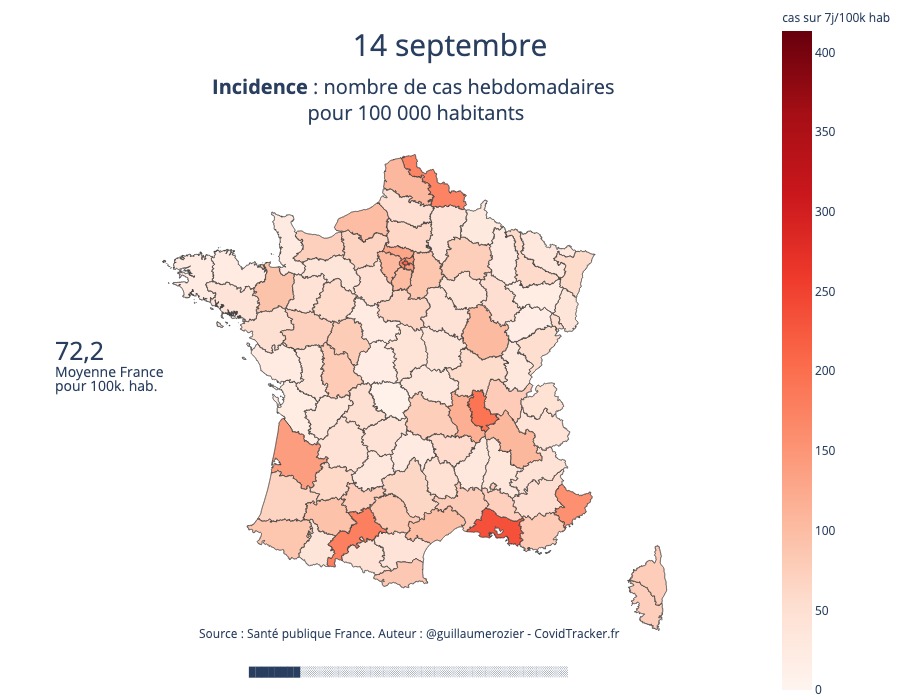 cas sur 7j/100k hab
14 septembre
Incidence : nombre de cas hebdomadaires
pour 100 000 habitants
400
350
300
250
200
150
100
50
0
72,2
Moyenne France
pour 100k. hab.
Source : Santé publique France. Auteur : @guillaumerozier - CovidTracker.fr